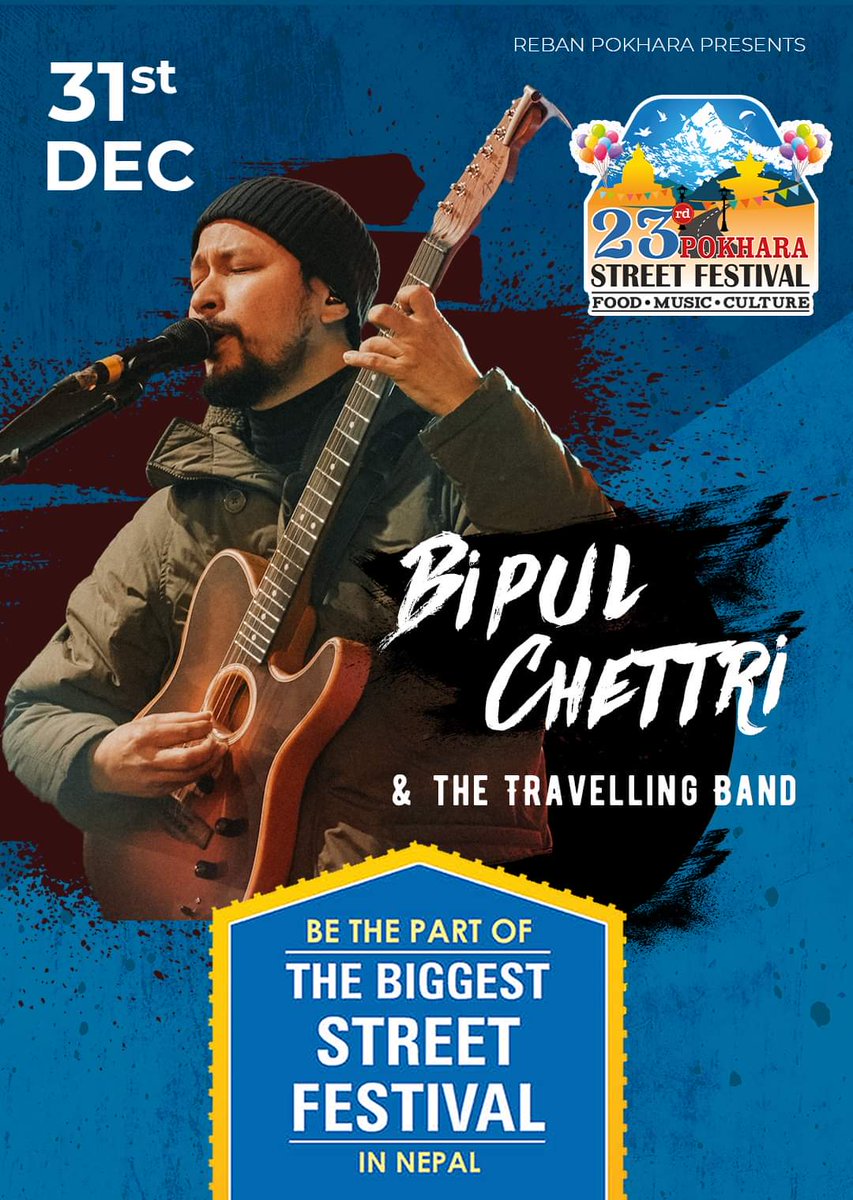 REBAN POKHARA PRESENTS
31st
DEC
23rd POKHARA
STREET FESTIVAL
FOOD • MUSIC • CULTURE
BIPUL
CHETTRI
& THE TRAVELLING BAND
BE THE PART OF
THE BIGGEST
STREET
FESTIVAL
IN NEPAL